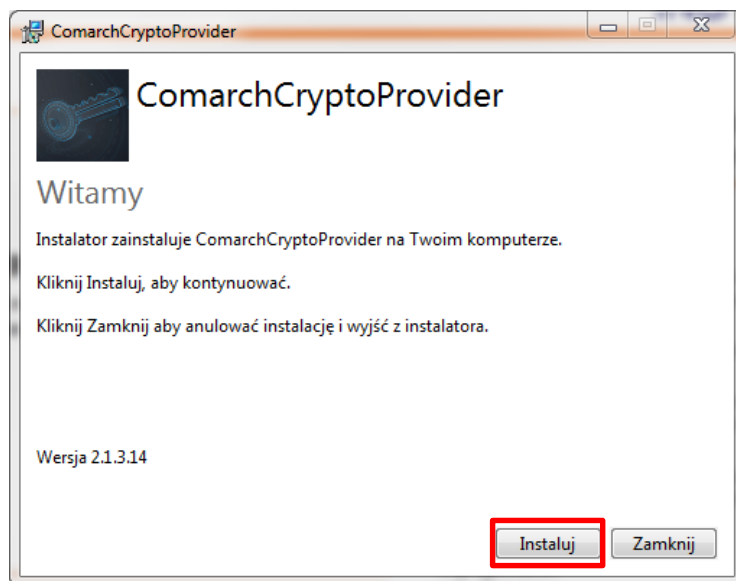 ComarchCryptoProvider
ComarchCryptoProvider
Witamy
Instalator zainstaluje ComarchCryptoProvider na Twoim komputerze.
Kliknij Instaluj, aby kontynuować.
Kliknij Zamknij aby anulować instalację i wyjść z instalatora.
Wersja 2.1.3.14
Instaluj Zamknij